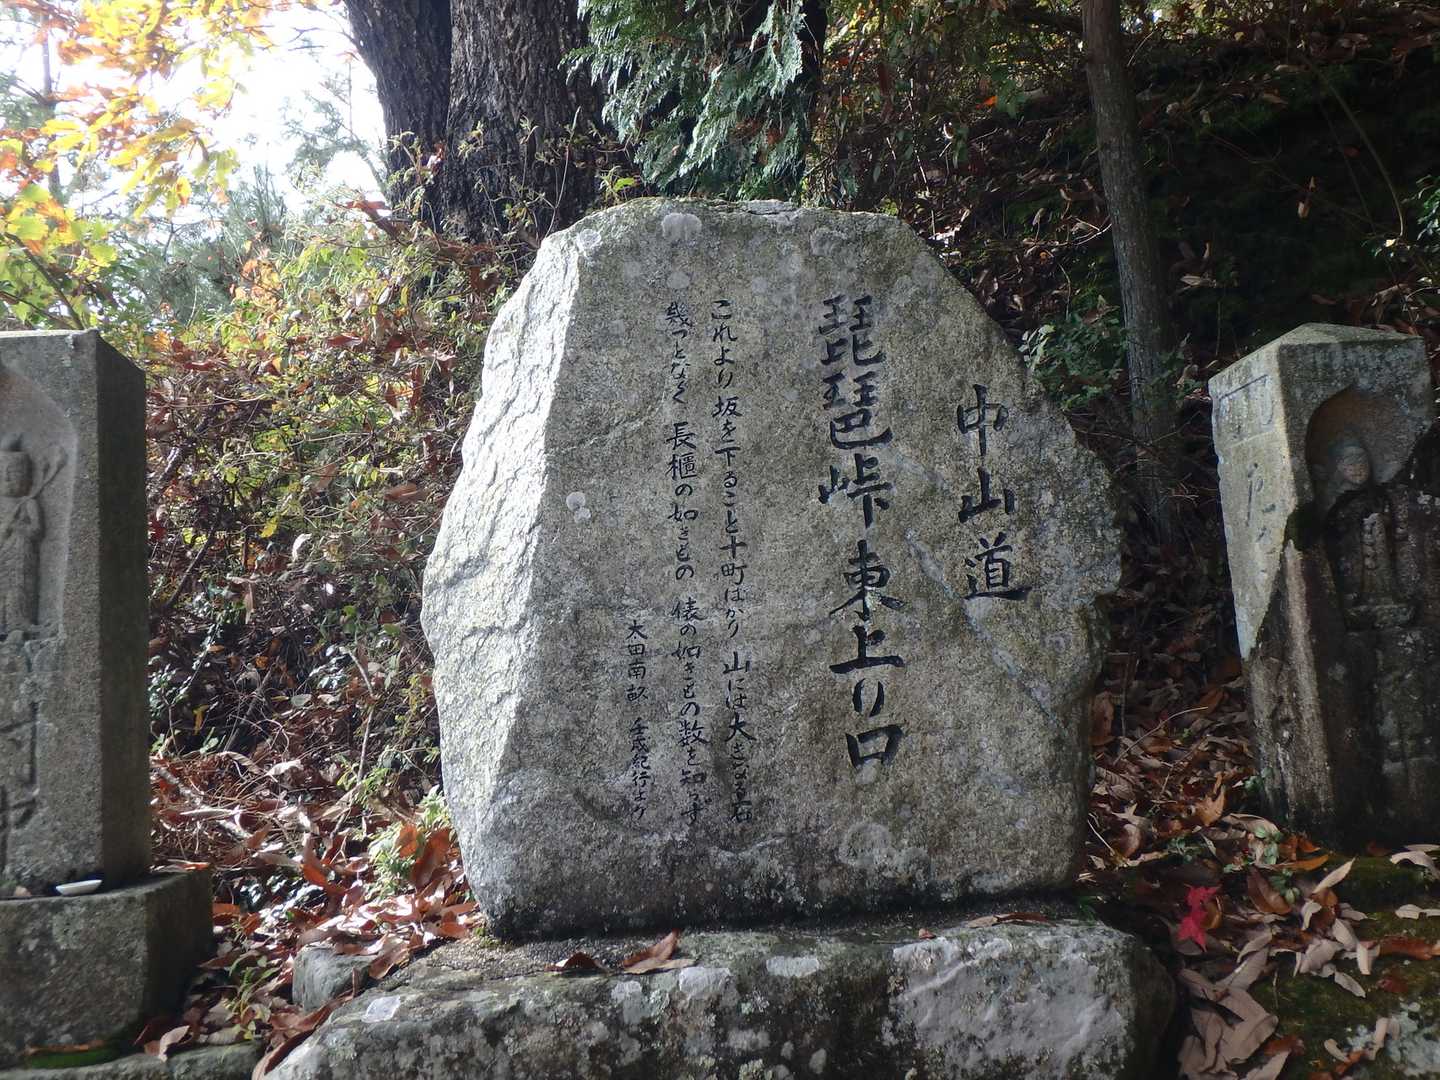 中山道
琵琶峠東上り口
これより坂を下ること十町ばかり 山には大きなる石
幾つとなく 長櫃の如きもの 俵の如きもの数を知らず
大田南畝 壬戌紀行より